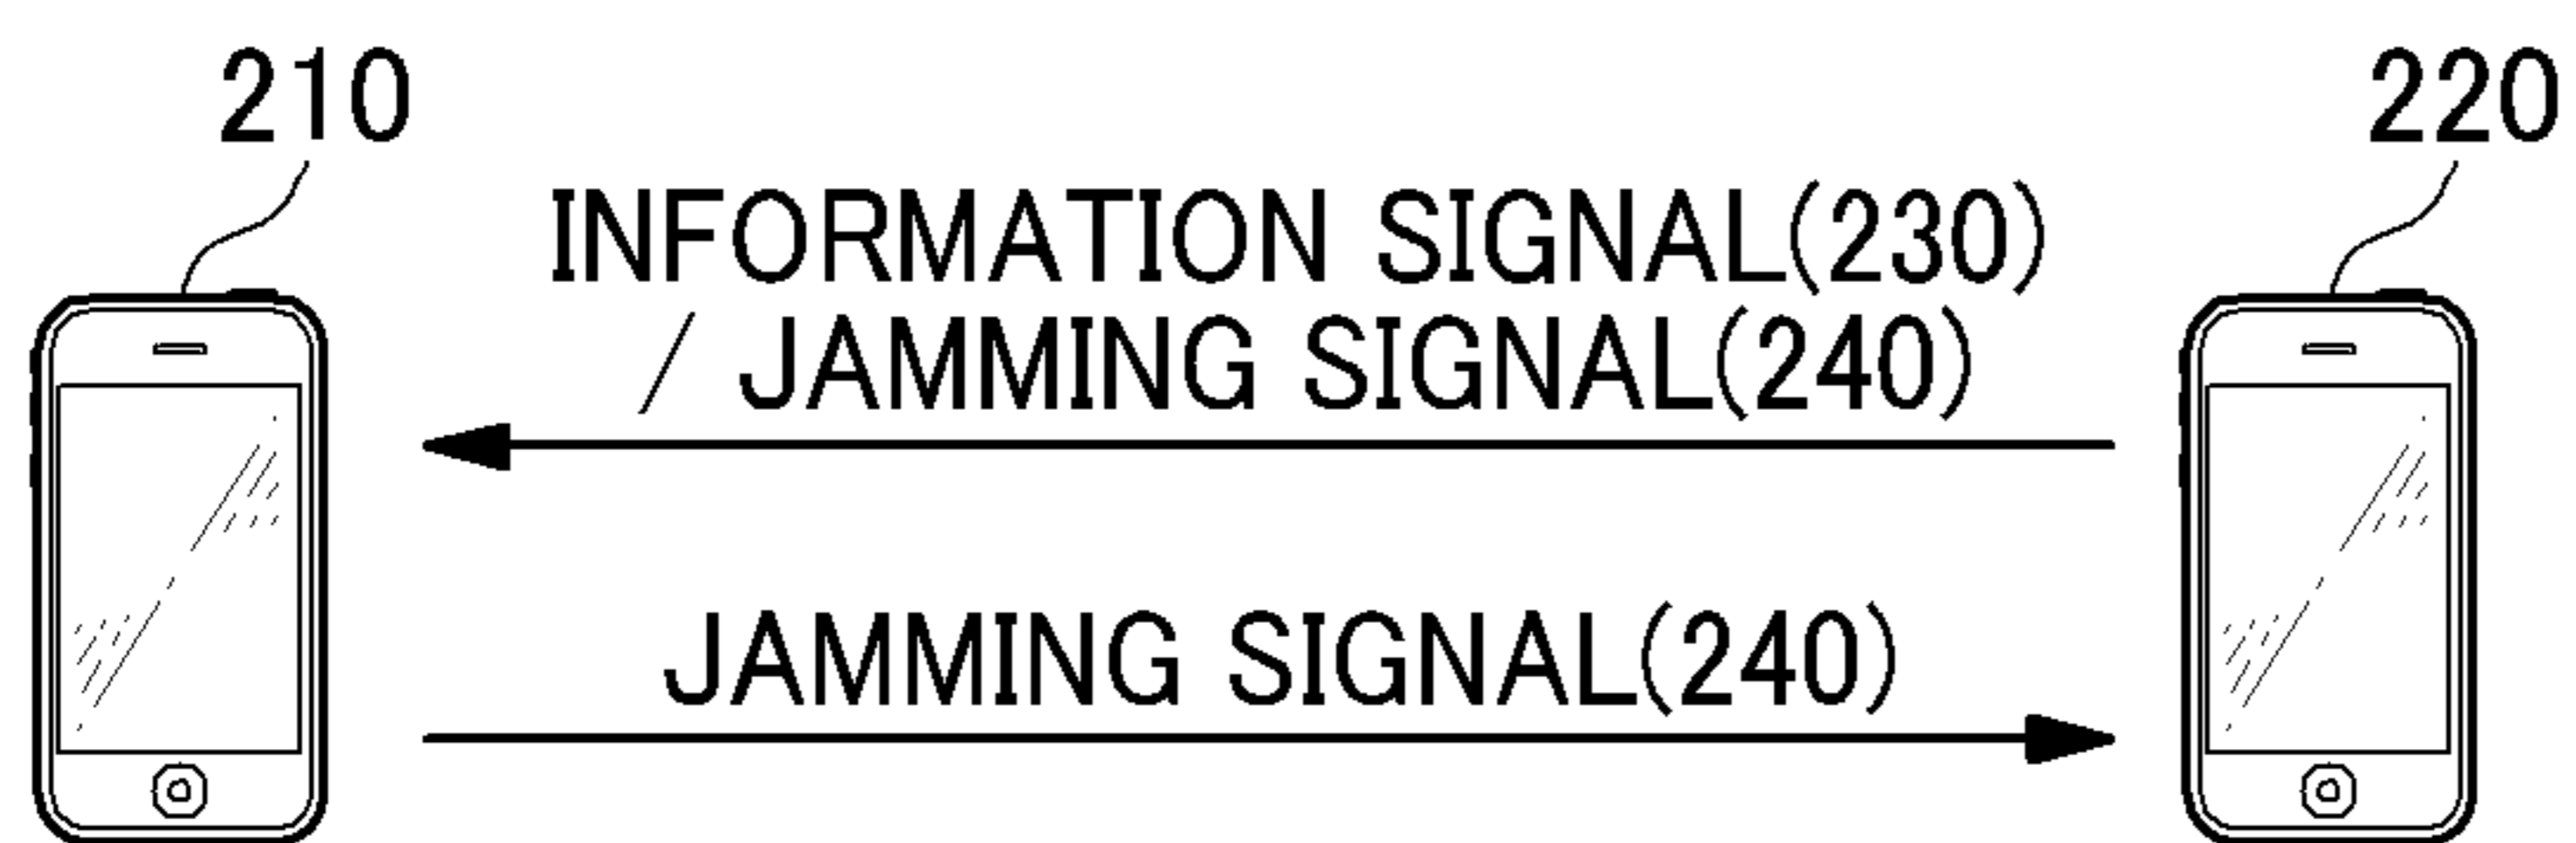 210
220
INFORMATION SIGNAL(230)
/ JAMMING SIGNAL(240)
JAMMING SIGNAL(240)